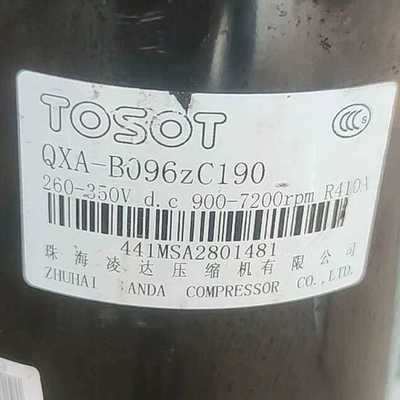 TOSOT
QXA-B096zC190
260-350V d.c 900-7200rpm R410A
441MSA2801481
珠海凌达压缩机有限公司
ZHUHAI LANDA COMPRESSOR CO.,LTD.
CCC S